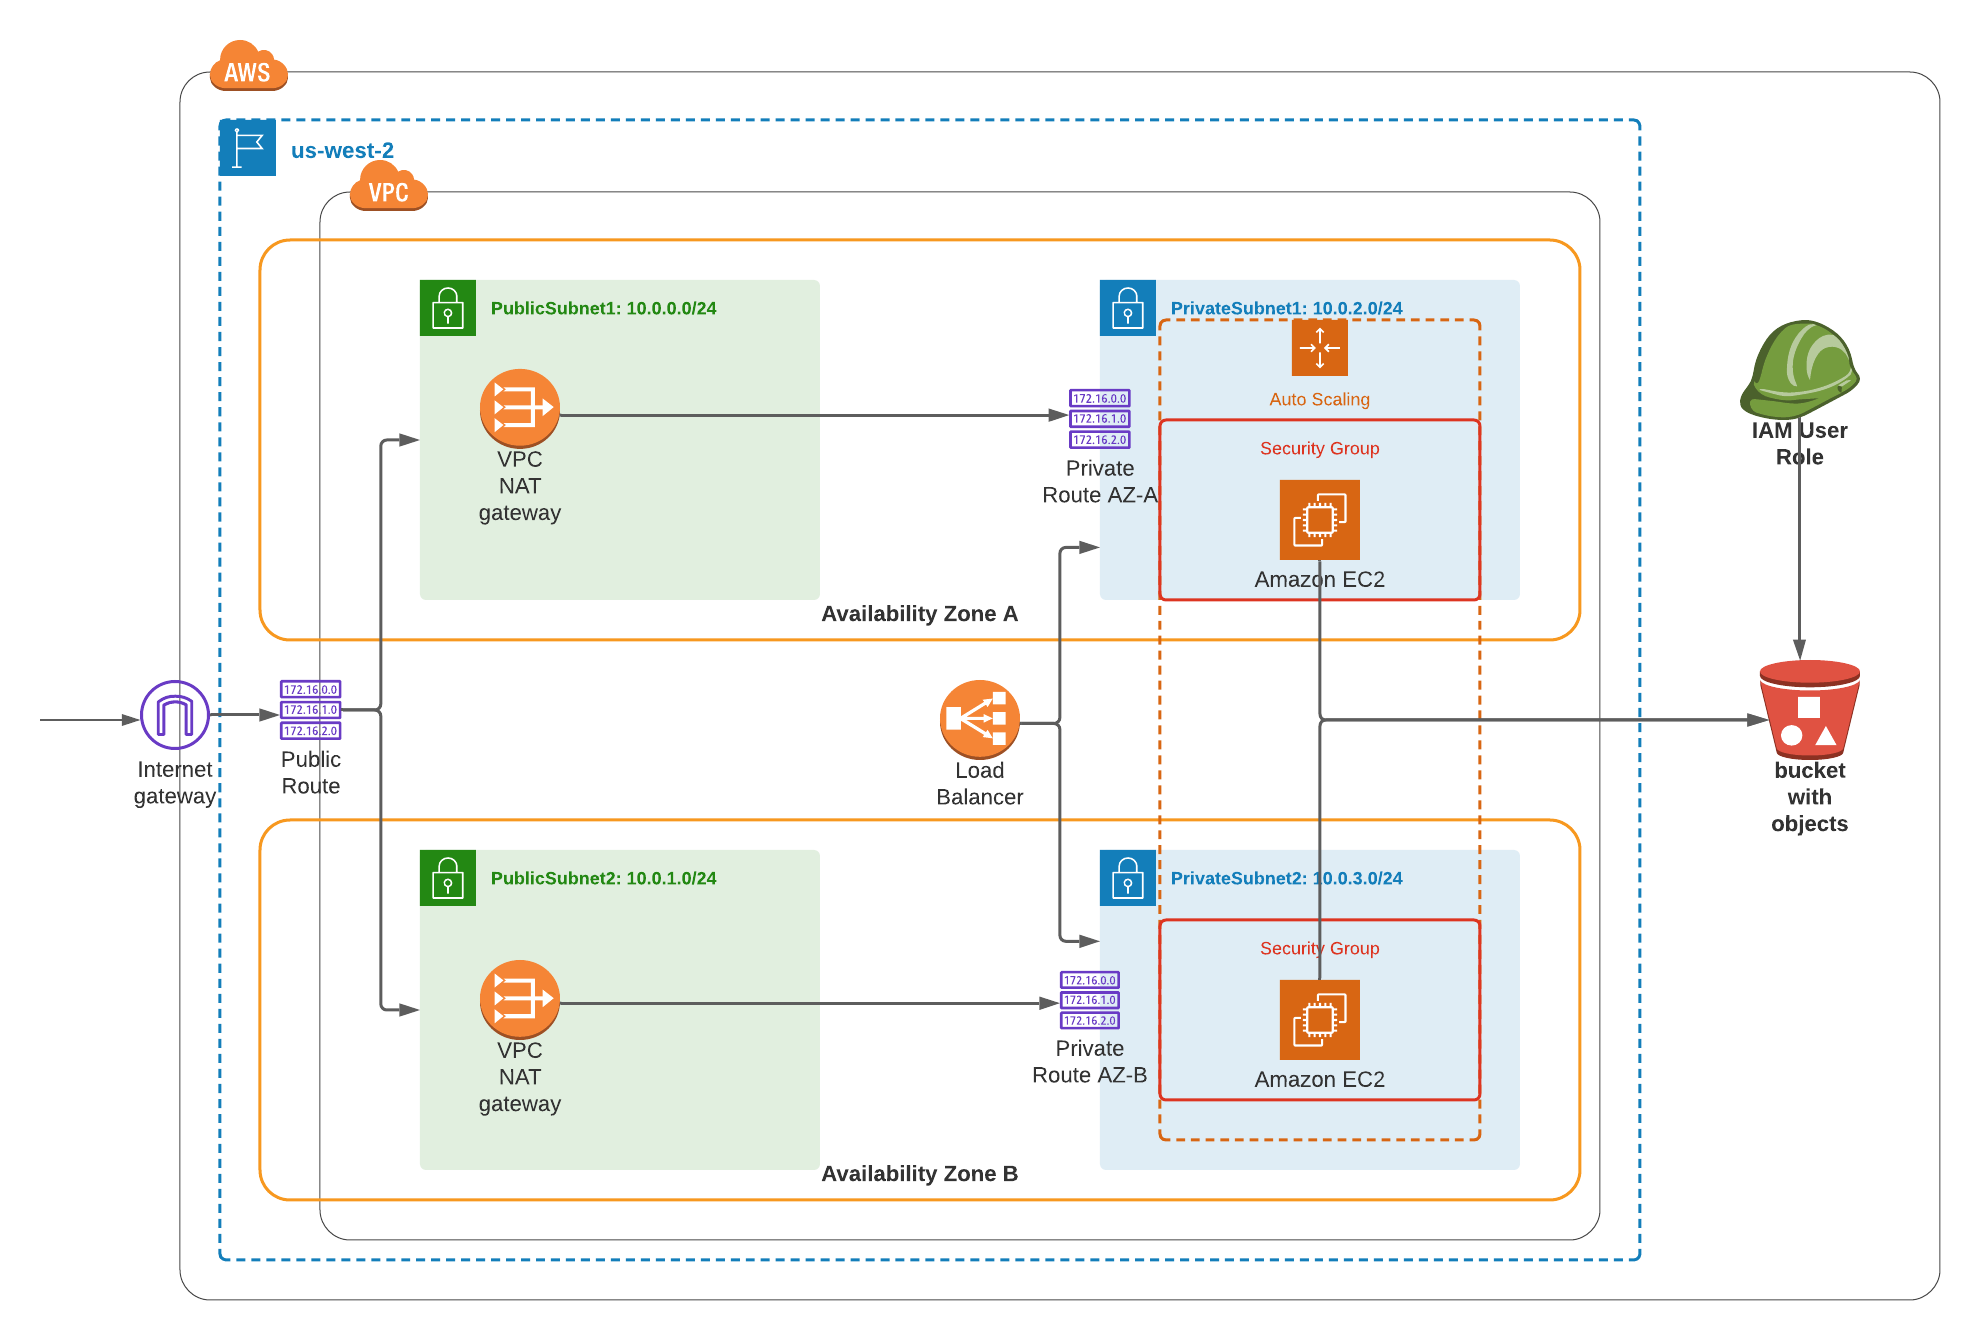 AWS
us-west-2
VPC
PublicSubnet1: 10.0.0.0/24
VPC
NAT
gateway
Availability Zone A
PrivateSubnet1: 10.0.2.0/24
Auto Scaling
172.16.0.0
172.16.1.0
172.16.2.0
Private
Route AZ-A
Security Group
Amazon EC2
IAM User
Role
Internet
gateway
172.16.0.0
172.16.1.0
172.16.2.0
Public
Route
Load
Balancer
bucket
with
objects
PublicSubnet2: 10.0.1.0/24
VPC
NAT
gateway
Availability Zone B
PrivateSubnet2: 10.0.3.0/24
172.16.0.0
172.16.1.0
172.16.2.0
Private
Route AZ-B
Security Group
Amazon EC2